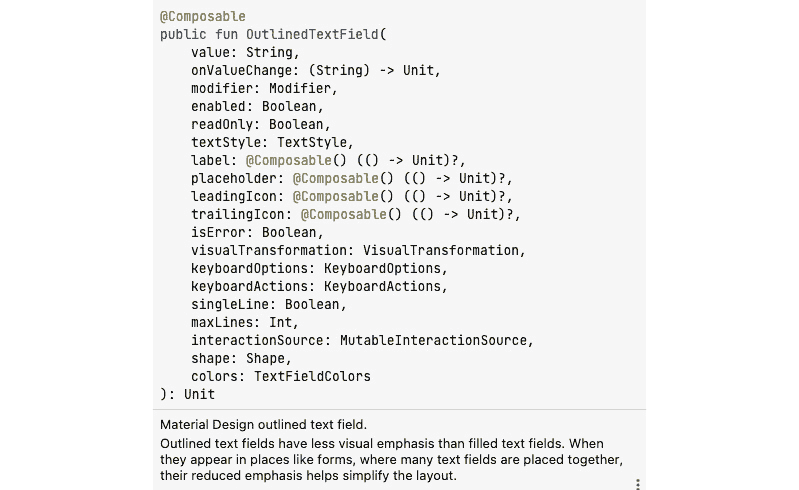 @Composable
public fun OutlinedTextField(
    value: String,
    onValueChange: (String) -> Unit,
    modifier: Modifier,
    enabled: Boolean,
    readOnly: Boolean,
    textStyle: TextStyle,
    label: @Composable() (() -> Unit)?,
    placeholder: @Composable() (() -> Unit)?,
    leadingIcon: @Composable() (() -> Unit)?,
    trailingIcon: @Composable() (() -> Unit)?,
    isError: Boolean,
    visualTransformation: VisualTransformation,
    keyboardOptions: KeyboardOptions,
    keyboardActions: KeyboardActions,
    singleLine: Boolean,
    maxLines: Int,
    interactionSource: MutableInteractionSource,
    shape: Shape,
    colors: TextFieldColors
): Unit
Material Design outlined text field.
Outlined text fields have less visual emphasis than filled text fields. When
they appear in places like forms, where many text fields are placed together,
their reduced emphasis helps simplify the layout.